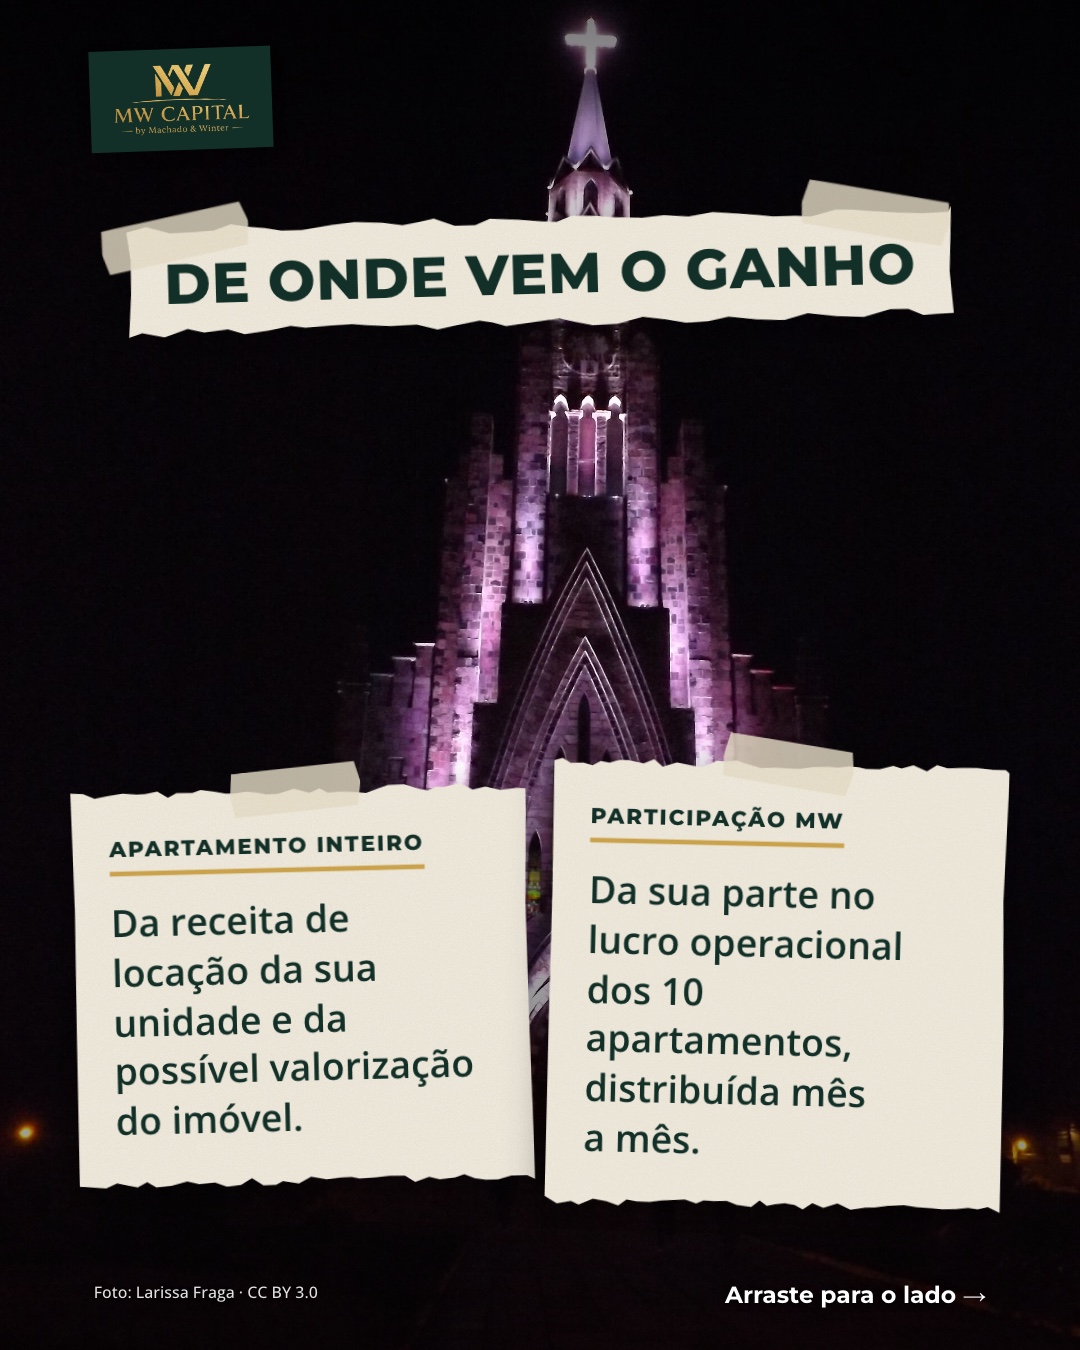 MW CAPITAL
by Machado & Winter
DE ONDE VEM O GANHO
APARTAMENTO INTEIRO
Da receita de
locação da sua
unidade e da
possível valorização
do imóvel.
PARTICIPAÇÃO MW
Da sua parte no
lucro operacional
dos 10
apartamentos,
distribuída mês
a mês.
Foto: Larissa Fraga · CC BY 3.0
Arraste para o lado →